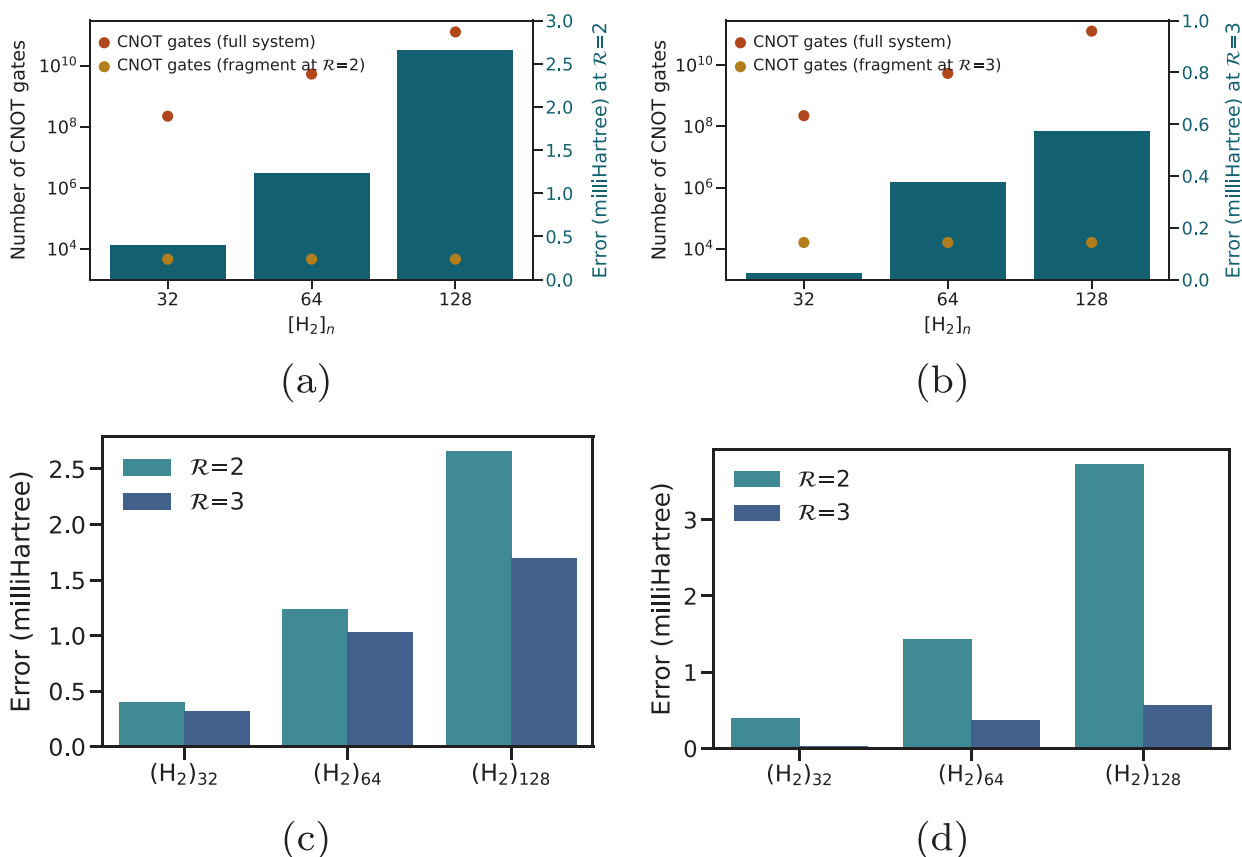 Number of CNOT gates
10^10
10^8
10^6
10^4
CNOT gates (full system)
CNOT gates (fragment at ℛ=2)
3.0
2.5
2.0
1.5
1.0
0.5
0.0
Error (milliHartree) at ℛ=2
32 64 128
[H₂]ₙ
(a)
Number of CNOT gates
10^10
10^8
10^6
10^4
CNOT gates (full system)
CNOT gates (fragment at ℛ=3)
1.0
0.8
0.6
0.4
0.2
0.0
Error (milliHartree) at ℛ=3
32 64 128
[H₂]ₙ
(b)
Error (milliHartree)
2.5
2.0
1.5
1.0
0.5
0.0
ℛ=2
ℛ=3
(H₂)₃₂ (H₂)₆₄ (H₂)₁₂₈
(c)
Error (milliHartree)
3
2
1
0
ℛ=2
ℛ=3
(H₂)₃₂ (H₂)₆₄ (H₂)₁₂₈
(d)